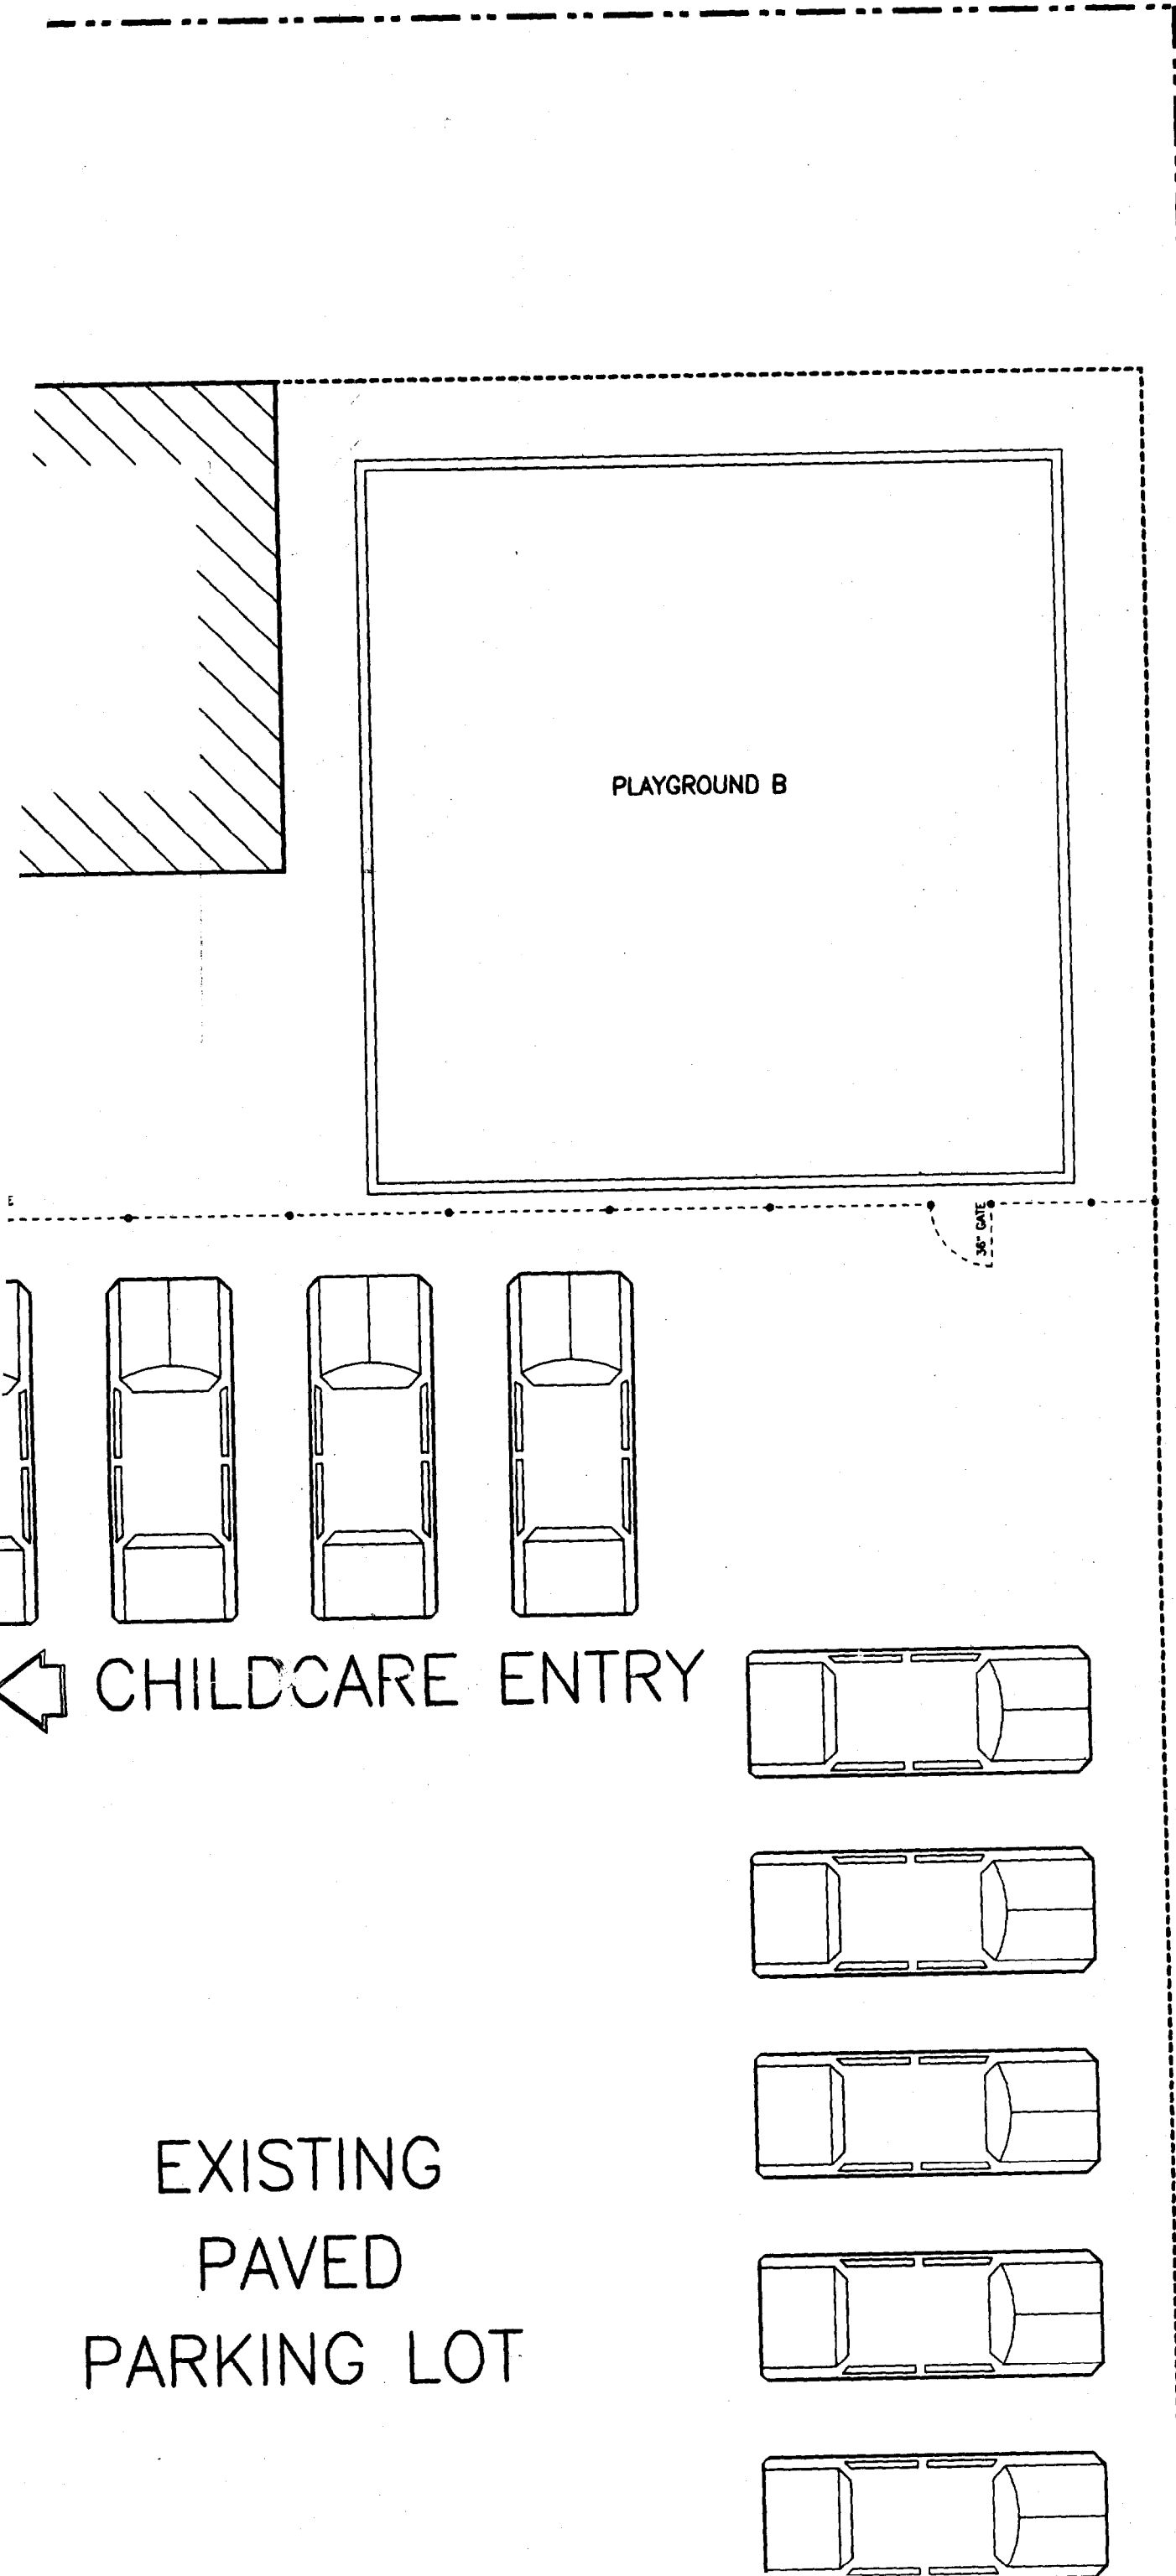 PLAYGROUND B
E
36" GATE
CHILDCARE ENTRY
EXISTING
PAVED
PARKING LOT